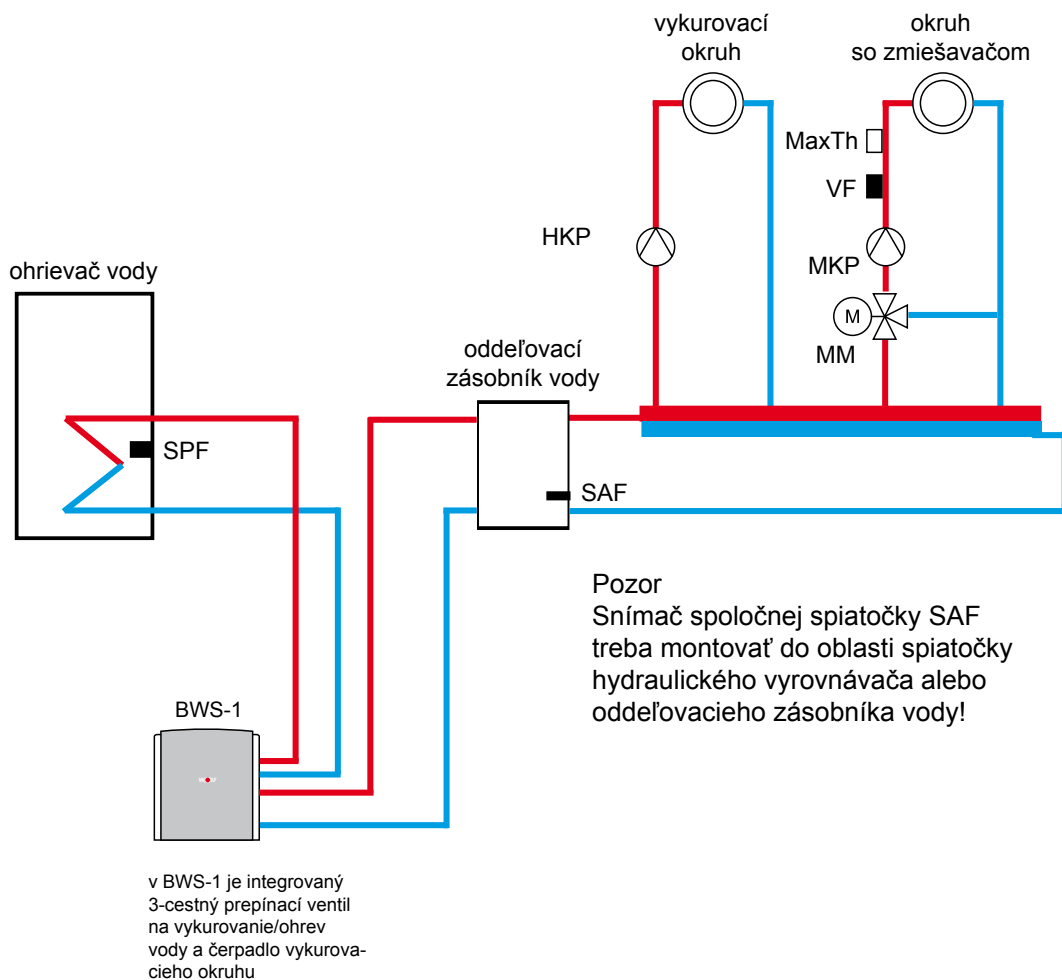 vykurovací
okruh
okruh
so zmiešavačom
MaxTh
VF
HKP
MKP
M
MM
ohrievač vody
SPF
oddeľovací
zásobník vody
SAF
Pozor
Snímač spoločnej spiatočky SAF
treba montovať do oblasti spiatočky
hydraulického vyrovnávača alebo
oddeľovacieho zásobníka vody!
BWS-1
v BWS-1 je integrovaný
3-cestný prepínací ventil
na vykurovanie/ohrev
vody a čerpadlo vykurova-
cieho okruhu